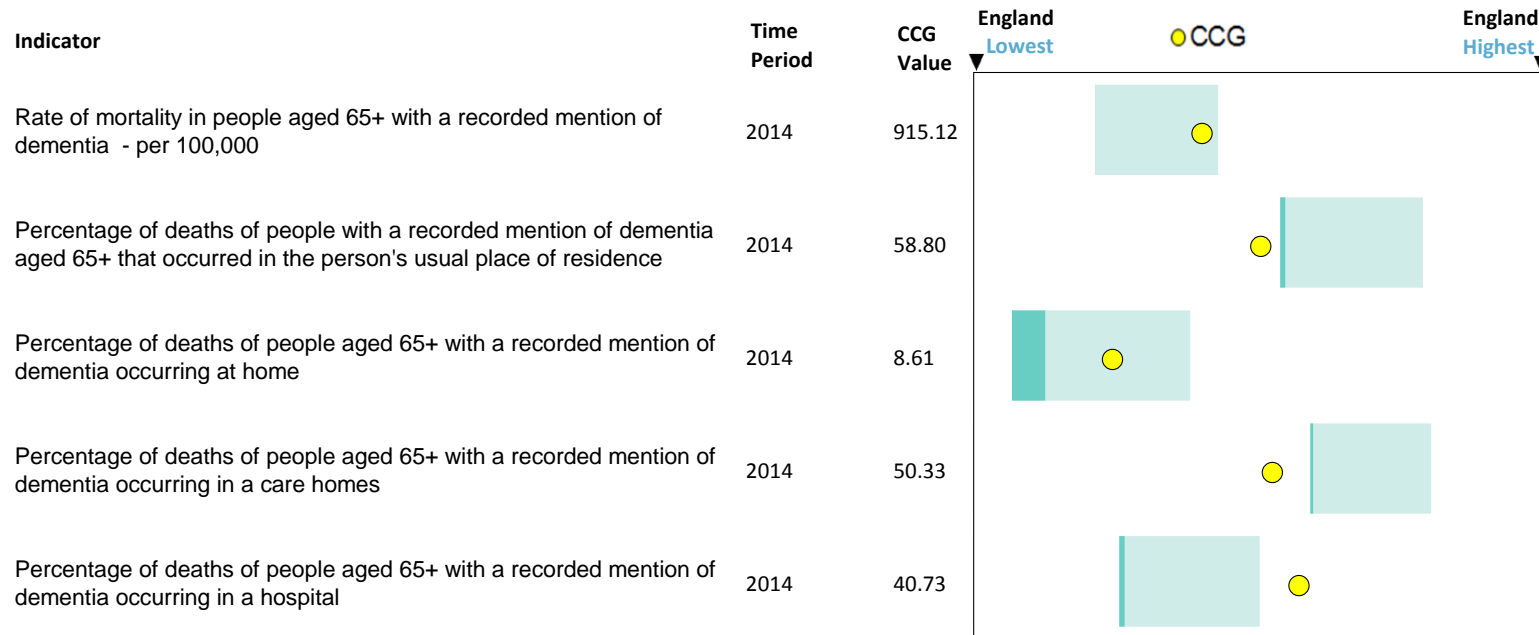 Indicator
Time
Period
CCG
Value
England
Lowest
CCG
England
Highest
Rate of mortality in people aged 65+ with a recorded mention of
dementia - per 100,000
2014
915.12
Percentage of deaths of people with a recorded mention of dementia
aged 65+ that occurred in the person's usual place of residence
2014
58.80
Percentage of deaths of people aged 65+ with a recorded mention of
dementia occurring at home
2014
8.61
Percentage of deaths of people aged 65+ with a recorded mention of
dementia occurring in a care homes
2014
50.33
Percentage of deaths of people aged 65+ with a recorded mention of
dementia occurring in a hospital
2014
40.73